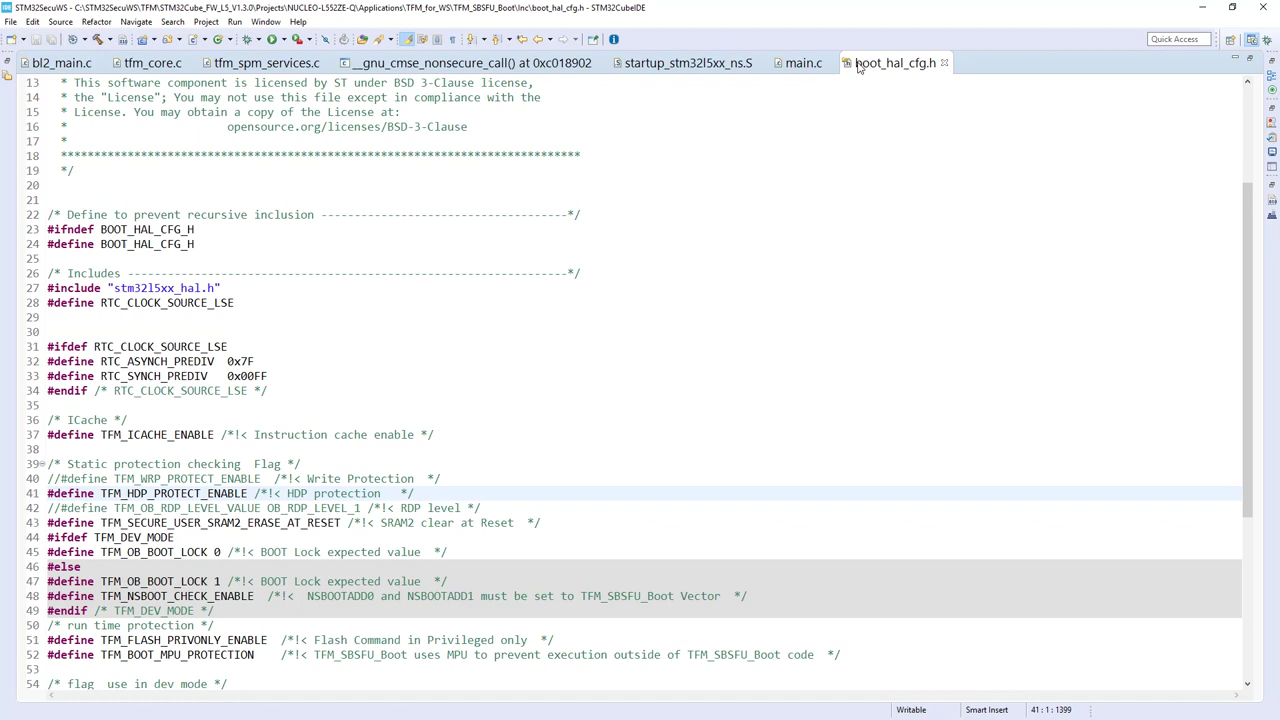 IDE C:\STM32SecuWS - C:\STM32SecuWS\TFM\STM32Cube_FW_L5_V1.3.0\Projects\NUCLEO-L552ZE-Q\Applications\TFM_for_WS\TFM_SBSFU_Boot\Inc\boot_hal_cfg.h - STM32CubeIDE
File Edit Source Refactor Navigate Search Project Run Window Help
Quick Access
bl2_main.c tfm_core.c tfm_spm_services.c __gnu_cmse_nonsecure_call() at 0xc018902 startup_stm32l5xx_ns.S main.c boot_hal_cfg.h
13 * This software component is licensed by ST under BSD 3-Clause license,
14 * the "License"; You may not use this file except in compliance with the
15 * License. You may obtain a copy of the License at:
16 * opensource.org/licenses/BSD-3-Clause
17 *
18 ******************************************************************************
19 */
20
21
22 /* Define to prevent recursive inclusion -------------------------------------*/
23 #ifndef BOOT_HAL_CFG_H
24 #define BOOT_HAL_CFG_H
25
26 /* Includes ------------------------------------------------------------------*/
27 #include "stm32l5xx_hal.h"
28 #define RTC_CLOCK_SOURCE_LSE
29
30
31 #ifdef RTC_CLOCK_SOURCE_LSE
32 #define RTC_ASYNCH_PREDIV 0x7F
33 #define RTC_SYNCH_PREDIV 0x00FF
34 #endif /* RTC_CLOCK_SOURCE_LSE */
35
36 /* ICache */
37 #define TFM_ICACHE_ENABLE /*!< Instruction cache enable */
38
39 /* Static protection checking Flag */
40 //#define TFM_WRP_PROTECT_ENABLE /*!< Write Protection */
41 #define TFM_HDP_PROTECT_ENABLE /*!< HDP protection */
42 //#define TFM_OB_RDP_LEVEL_VALUE OB_RDP_LEVEL_1 /*!< RDP level */
43 #define TFM_SECURE_USER_SRAM2_ERASE_AT_RESET /*!< SRAM2 clear at Reset */
44 #ifdef TFM_DEV_MODE
45 #define TFM_OB_BOOT_LOCK 0 /*!< BOOT Lock expected value */
46 #else
47 #define TFM_OB_BOOT_LOCK 1 /*!< BOOT Lock expected value */
48 #define TFM_NSBOOT_CHECK_ENABLE /*!< NSBOOTADD0 and NSBOOTADD1 must be set to TFM_SBSFU_Boot Vector */
49 #endif /* TFM_DEV_MODE */
50 /* run time protection */
51 #define TFM_FLASH_PRIVONLY_ENABLE /*!< Flash Command in Privileged only */
52 #define TFM_BOOT_MPU_PROTECTION /*!< TFM_SBSFU_Boot uses MPU to prevent execution outside of TFM_SBSFU_Boot code */
53
54 /* flag use in dev mode */
Writable Smart Insert 41 : 1 : 1399